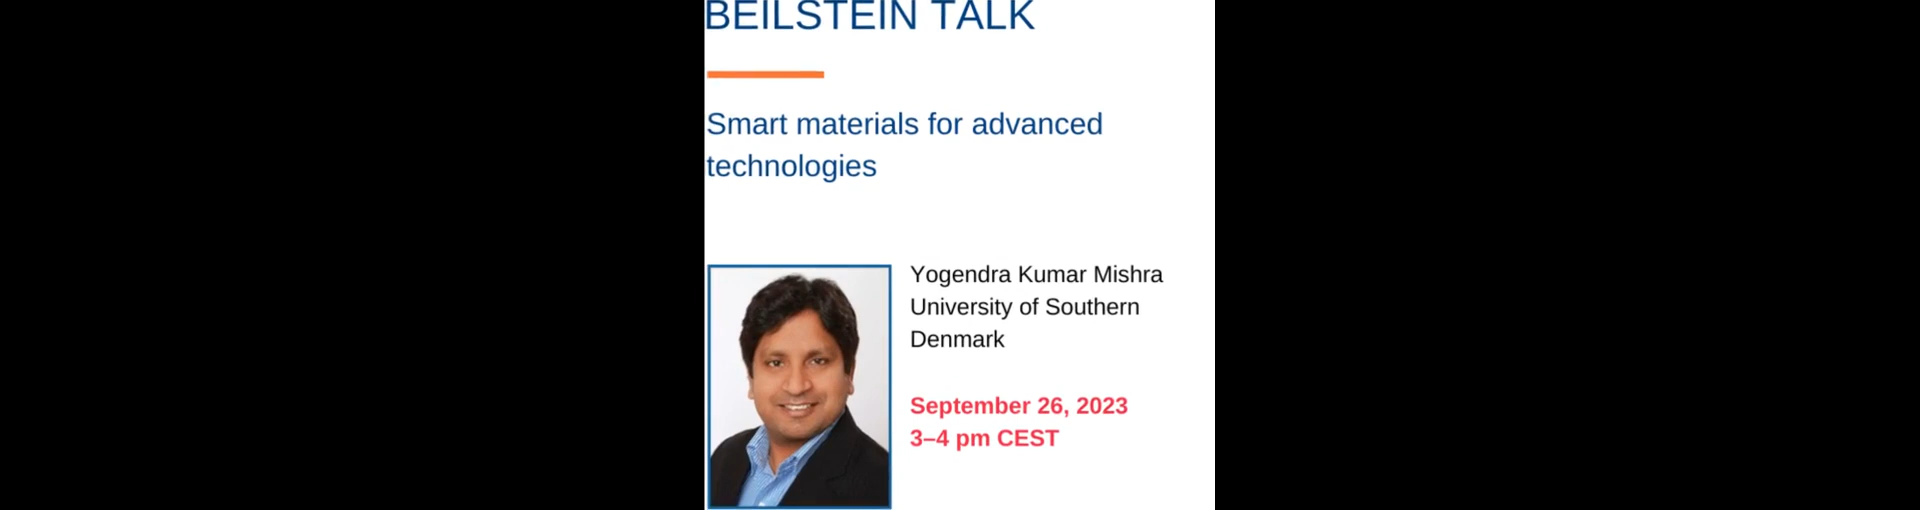 BEILSTEIN TALK
Smart materials for advanced
technologies
Yogendra Kumar Mishra
University of Southern
Denmark
September 26, 2023
3–4 pm CEST